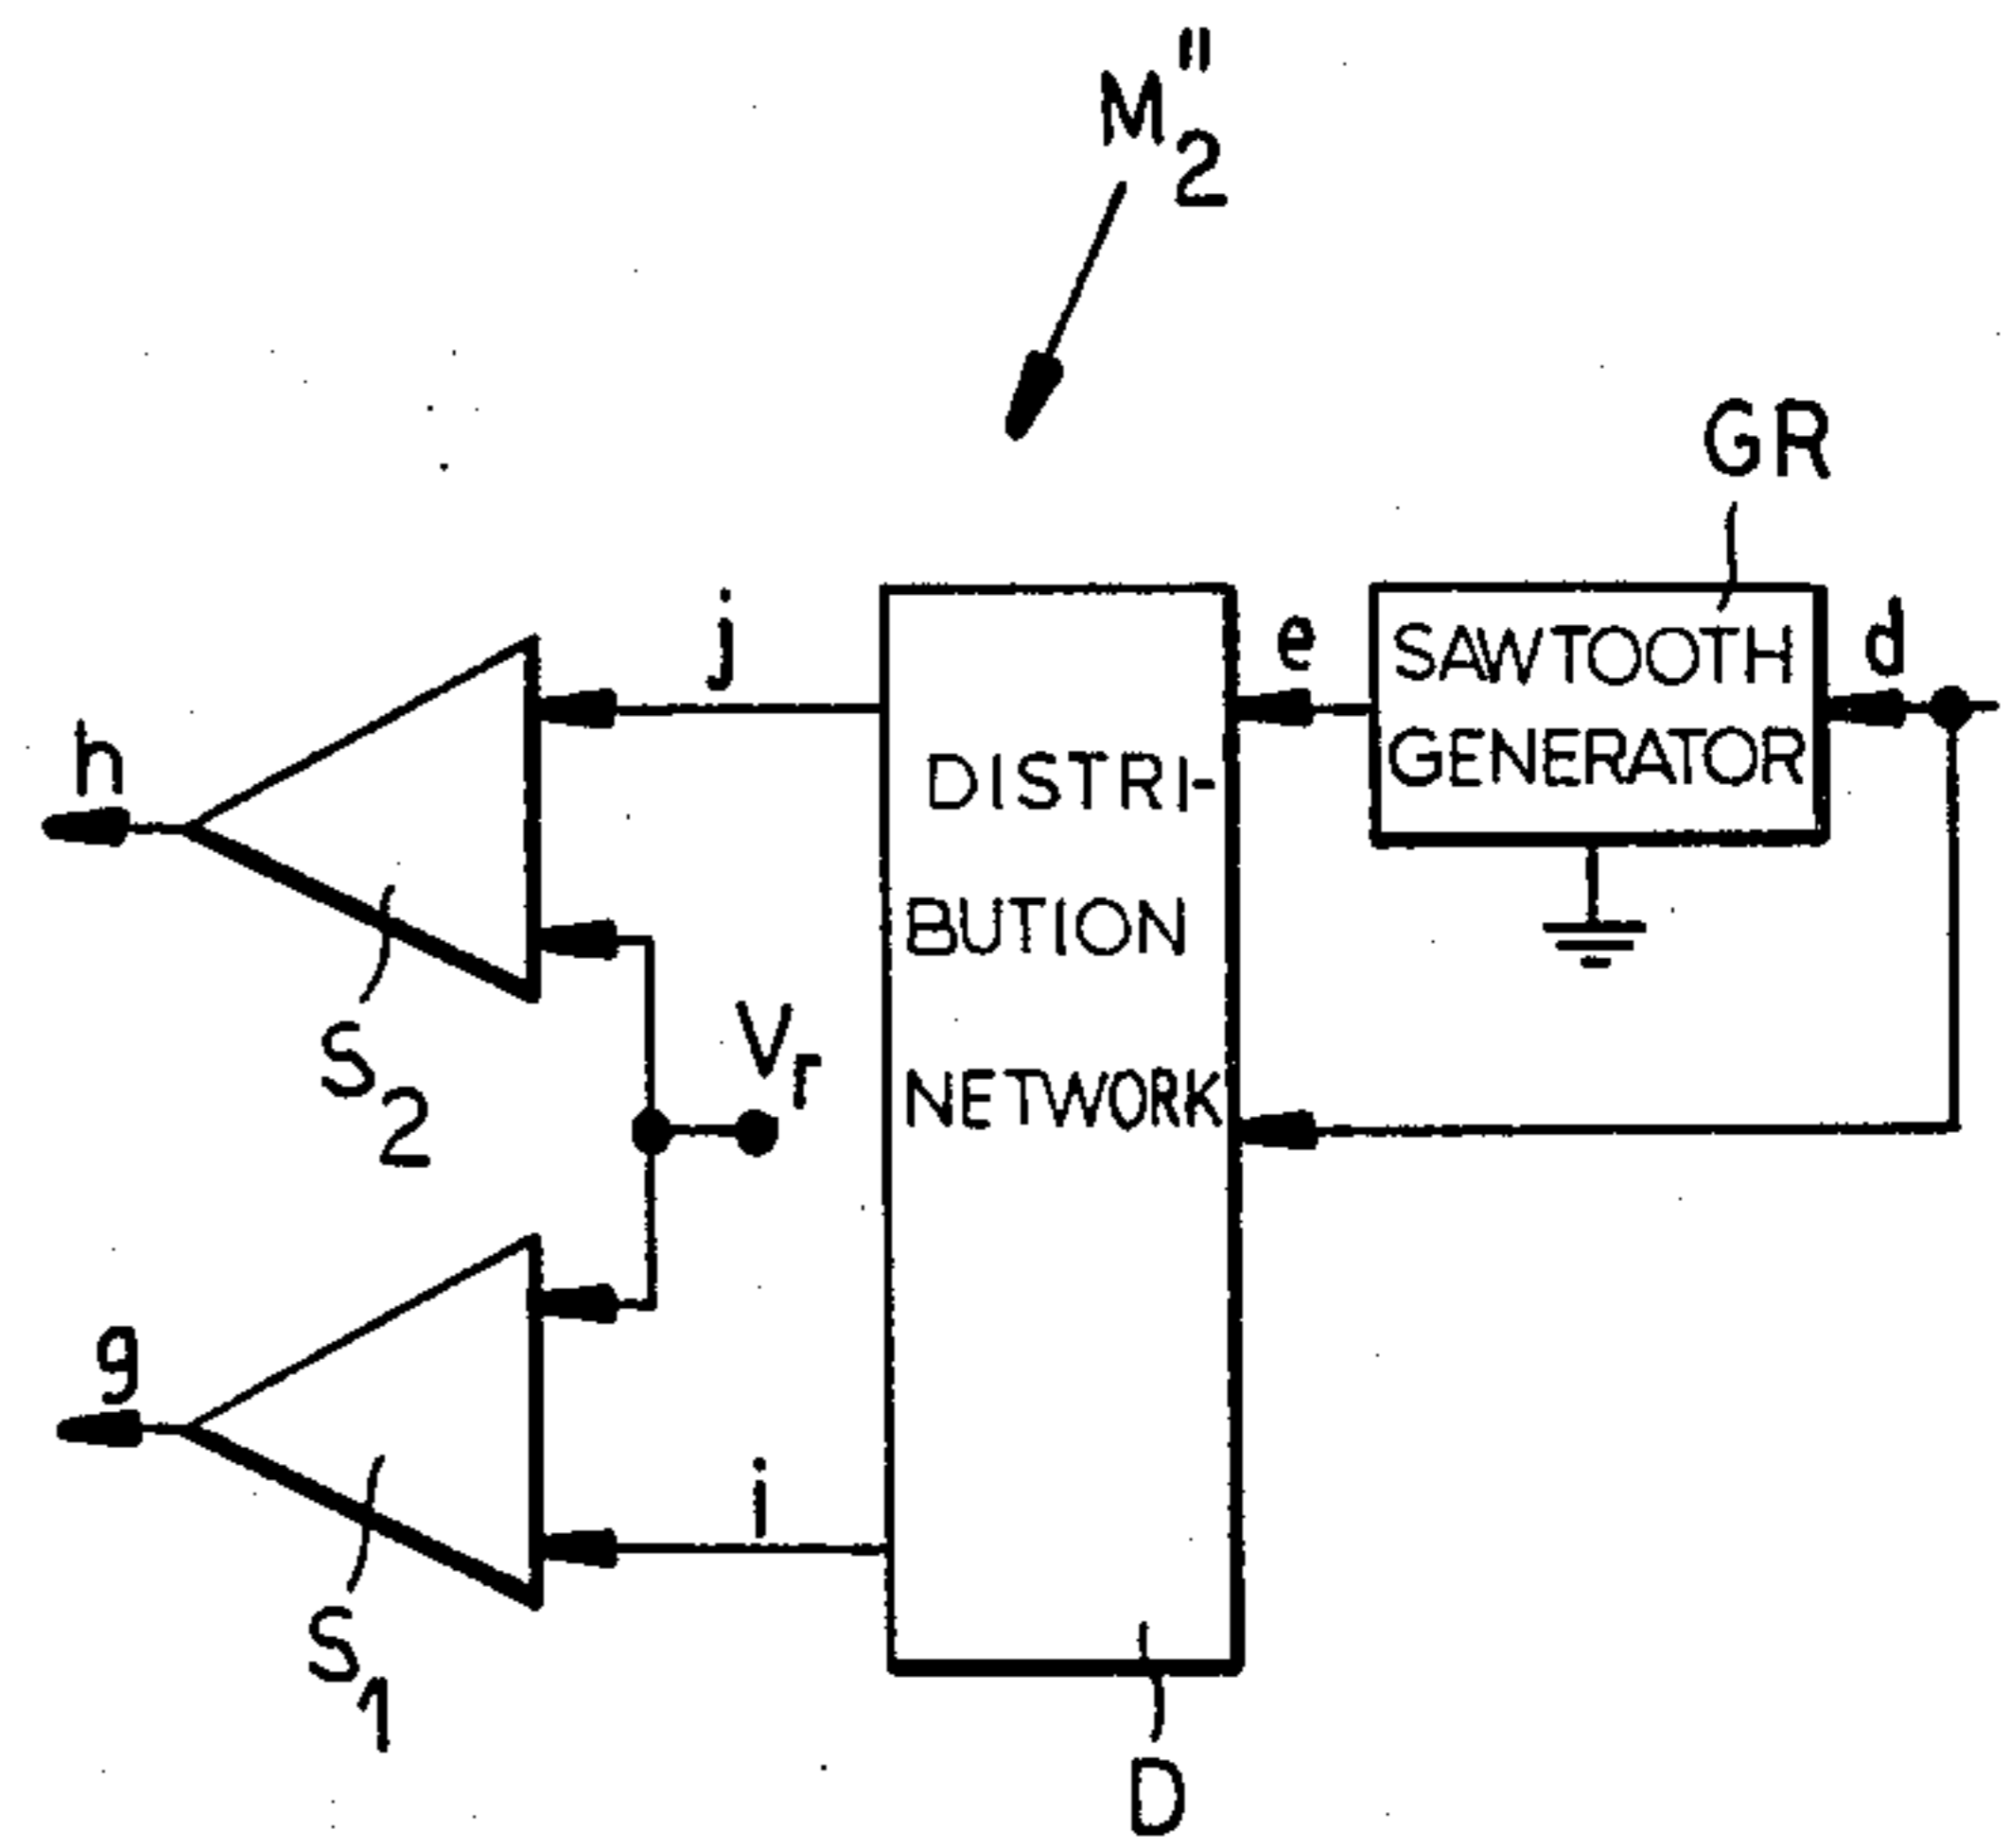 M"2
GR
j
e
SAWTOOTH
d
GENERATOR
h
DISTRI-
BUTION
S2
Vr
NETWORK
g
i
S1
D